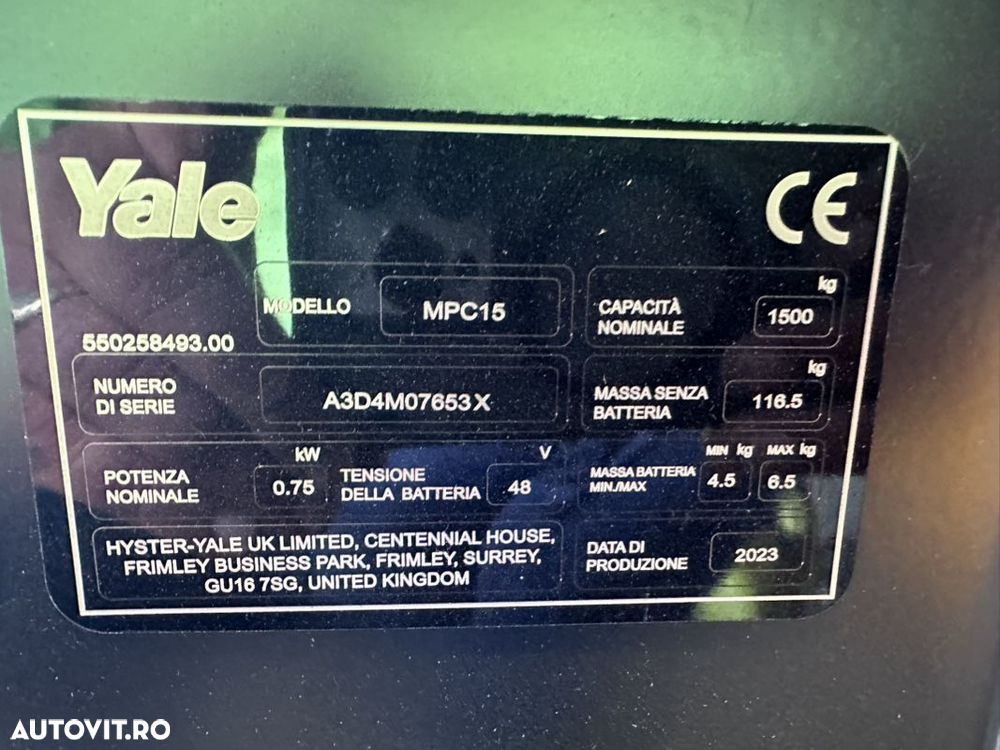 Yale
CE
MODELLO
MPC15
CAPACITÀ
NOMINALE
kg
1500
550258493.00
NUMERO
DI SERIE
A3D4M07653X
MASSA SENZA
BATTERIA
kg
116.5
POTENZA
NOMINALE
kW
0.75
TENSIONE
DELLA BATTERIA
V
48
MASSA BATTERIA
MIN./MAX
MIN kg
4.5
MAX kg
6.5
HYSTER-YALE UK LIMITED, CENTENNIAL HOUSE,
FRIMLEY BUSINESS PARK, FRIMLEY, SURREY,
GU16 7SG, UNITED KINGDOM
DATA DI
PRODUZIONE
2023
AUTOVIT.RO